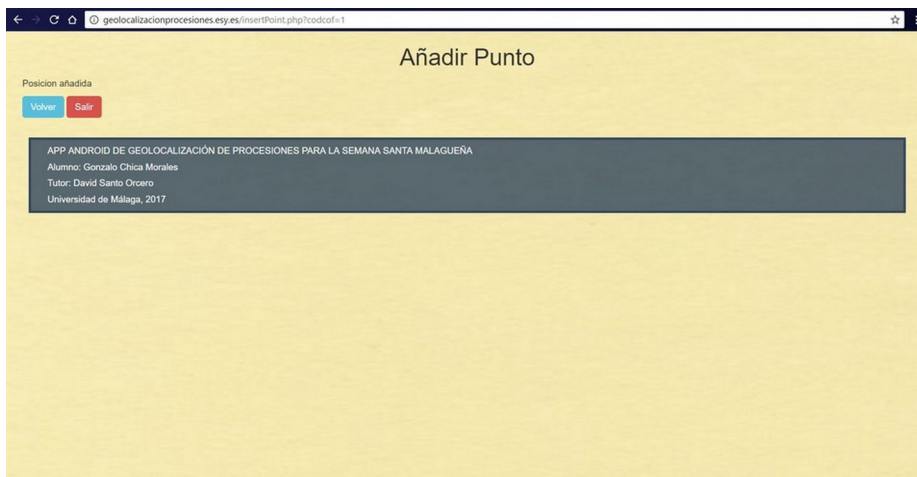 geolocalizacionprocesiones.esy.es/insertPoint.php?codcof=1
Añadir Punto
Posicion añadida
Volver Salir
APP ANDROID DE GEOLOCALIZACIÓN DE PROCESIONES PARA LA SEMANA SANTA MALAGUEÑA
Alumno: Gonzalo Chica Morales
Tutor: David Santo Orcero
Universidad de Málaga, 2017